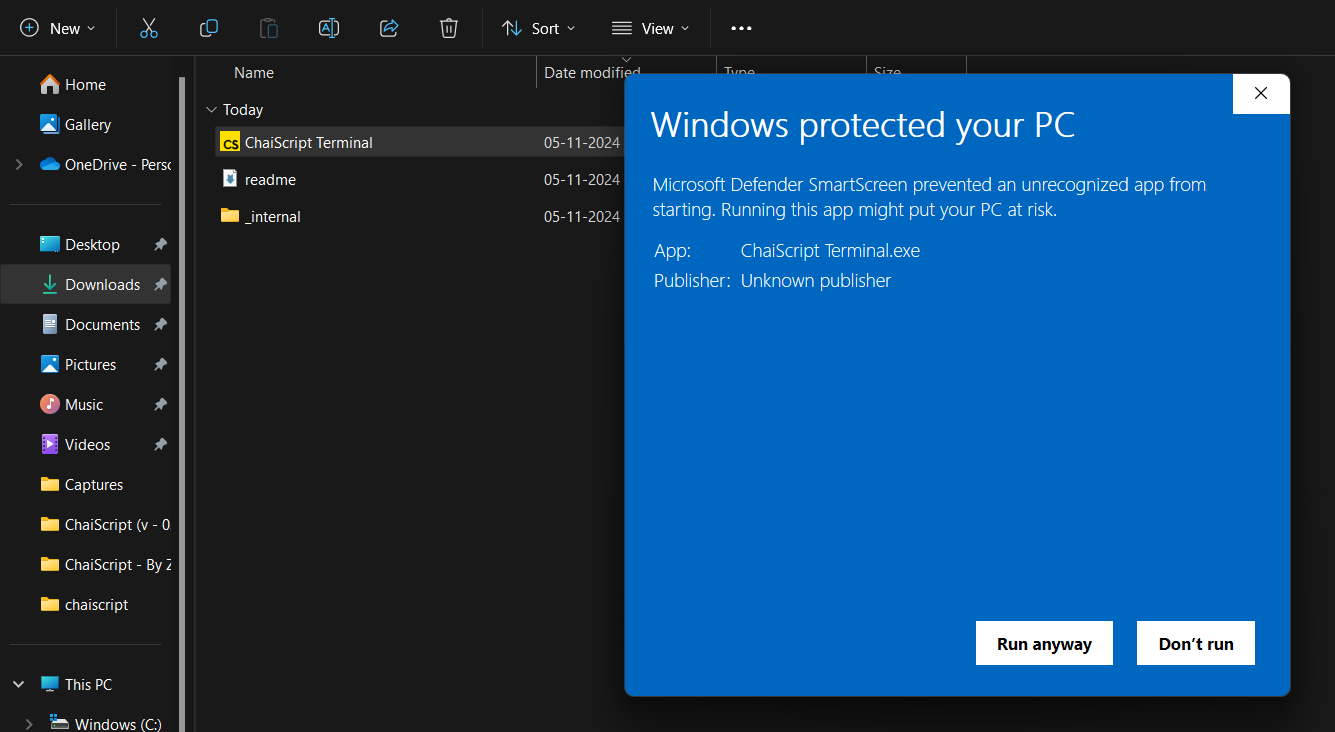 New
Sort
View
Name
Date modified
Type
Size
Home
Gallery
OneDrive - Perso
Desktop
Downloads
Documents
Pictures
Music
Videos
Captures
ChaiScript (v - 0
ChaiScript - By Z
chaiscript
This PC
Windows (C:)
Today
CS ChaiScript Terminal 05-11-2024
readme 05-11-2024
_internal 05-11-2024
Windows protected your PC
Microsoft Defender SmartScreen prevented an unrecognized app from
starting. Running this app might put your PC at risk.
App: ChaiScript Terminal.exe
Publisher: Unknown publisher
Run anyway
Don’t run